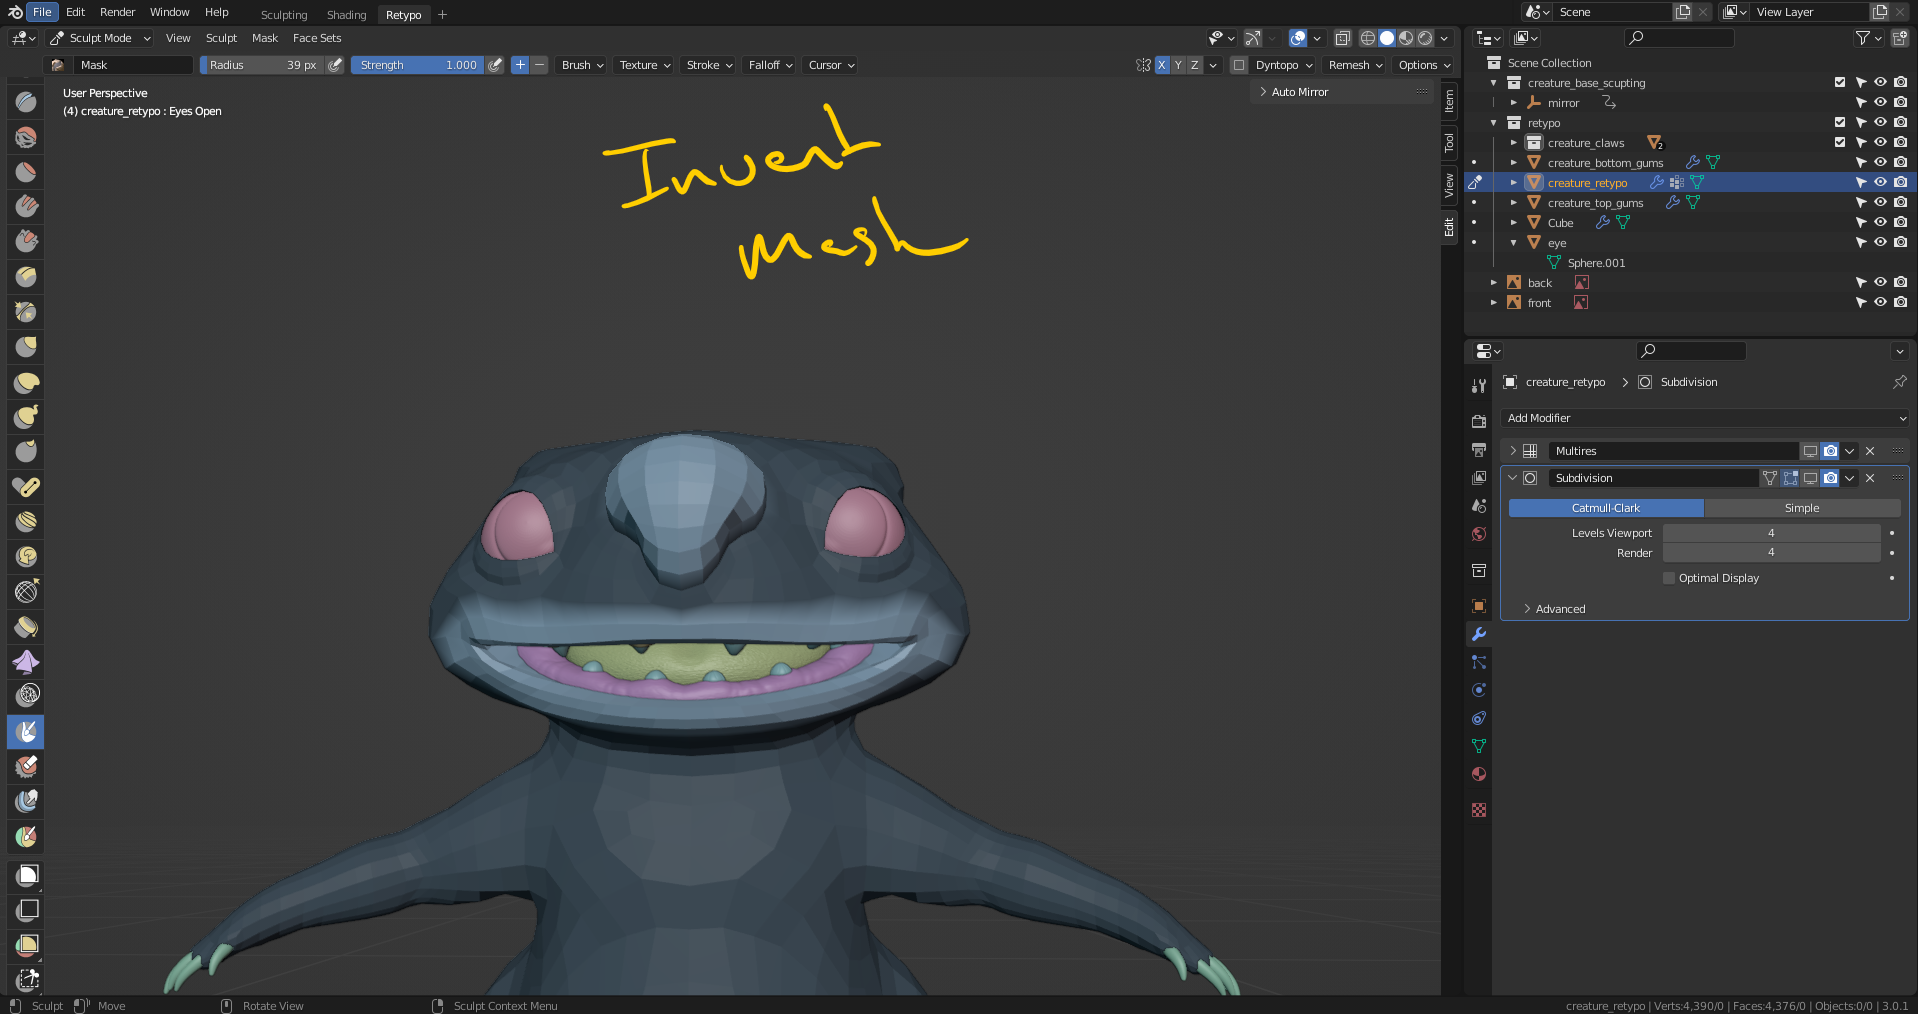 File Edit Render Window Help Sculpting Shading Retypo + Scene View Layer
Sculpt Mode View Sculpt Mask Face Sets
Mask Radius 39 px Strength 1.000 + − Brush Texture Stroke Falloff Cursor X Y Z Dyntopo Remesh Options
User Perspective
(4) creature_retypo : Eyes Open
Auto Mirror
Item
Tool
View
Edit
Invent
Mash
Scene Collection
creature_base_scupting
mirror
retypo
creature_claws 2
creature_bottom_gums
creature_retypo
creature_top_gums
Cube
eye
Sphere.001
back
front
creature_retypo > Subdivision
Add Modifier
Multires
Subdivision
Catmull-Clark Simple
Levels Viewport 4
Render 4
Optimal Display
Advanced
Sculpt Move Rotate View Sculpt Context Menu creature_retypo | Verts:4,390/0 | Faces:4,376/0 | Objects:0/0 | 3.0.1